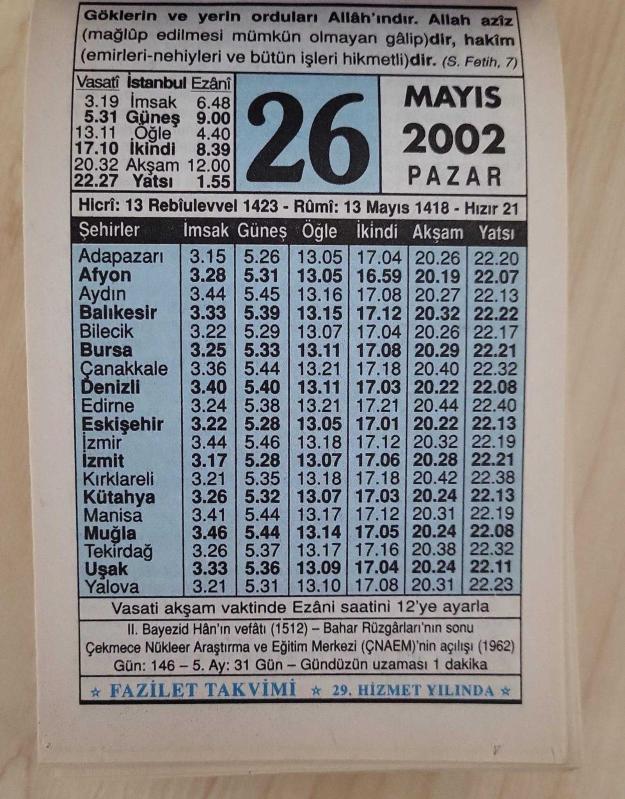 Göklerin ve yerin orduları Allâh'ındır. Allah azîz
(mağlûp edilmesi mümkün olmayan gâlip)dir, hakîm
(emirleri-nehiyleri ve bütün işleri hikmetli)dir. (S. Fetih, 7)
Vasatî İstanbul Ezânî
3.19 İmsak 6.48
5.31 Güneş 9.00
13.11 Öğle 4.40
17.10 İkindi 8.39
20.32 Akşam 12.00
22.27 Yatsı 1.55
26
MAYIS
2002
PAZAR
Hicrî: 13 Rebîulevvel 1423 - Rûmî: 13 Mayıs 1418 - Hızır 21
Şehirler İmsak Güneş Öğle İkindi Akşam Yatsı
Adapazarı 3.15 5.26 13.05 17.04 20.26 22.20
Afyon 3.28 5.31 13.05 16.59 20.19 22.07
Aydın 3.44 5.45 13.16 17.08 20.27 22.13
Balıkesir 3.33 5.39 13.15 17.12 20.32 22.22
Bilecik 3.22 5.29 13.07 17.04 20.26 22.17
Bursa 3.25 5.33 13.11 17.08 20.29 22.21
Çanakkale 3.36 5.44 13.21 17.18 20.40 22.32
Denizli 3.40 5.40 13.11 17.03 20.22 22.08
Edirne 3.24 5.38 13.21 17.21 20.44 22.40
Eskişehir 3.22 5.28 13.05 17.01 20.22 22.13
İzmir 3.44 5.46 13.18 17.12 20.32 22.19
İzmit 3.17 5.28 13.07 17.06 20.28 22.21
Kırklareli 3.21 5.35 13.18 17.18 20.42 22.38
Kütahya 3.26 5.32 13.07 17.03 20.24 22.13
Manisa 3.41 5.44 13.17 17.12 20.31 22.19
Muğla 3.46 5.44 13.14 17.05 20.24 22.08
Tekirdağ 3.26 5.37 13.17 17.16 20.38 22.32
Uşak 3.33 5.36 13.09 17.04 20.24 22.11
Yalova 3.21 5.31 13.10 17.08 20.31 22.23
Vasati akşam vaktinde Ezâni saatini 12'ye ayarla
II. Bayezid Hân'ın vefâtı (1512) – Bahar Rüzgârları'nın sonu
Çekmece Nükleer Araştırma ve Eğitim Merkezi (ÇNAEM)'nin açılışı (1962)
Gün: 146 – 5. Ay: 31 Gün – Gündüzün uzaması 1 dakika
☆ FAZİLET TAKVİMİ ☆ 29. HİZMET YILINDA ☆